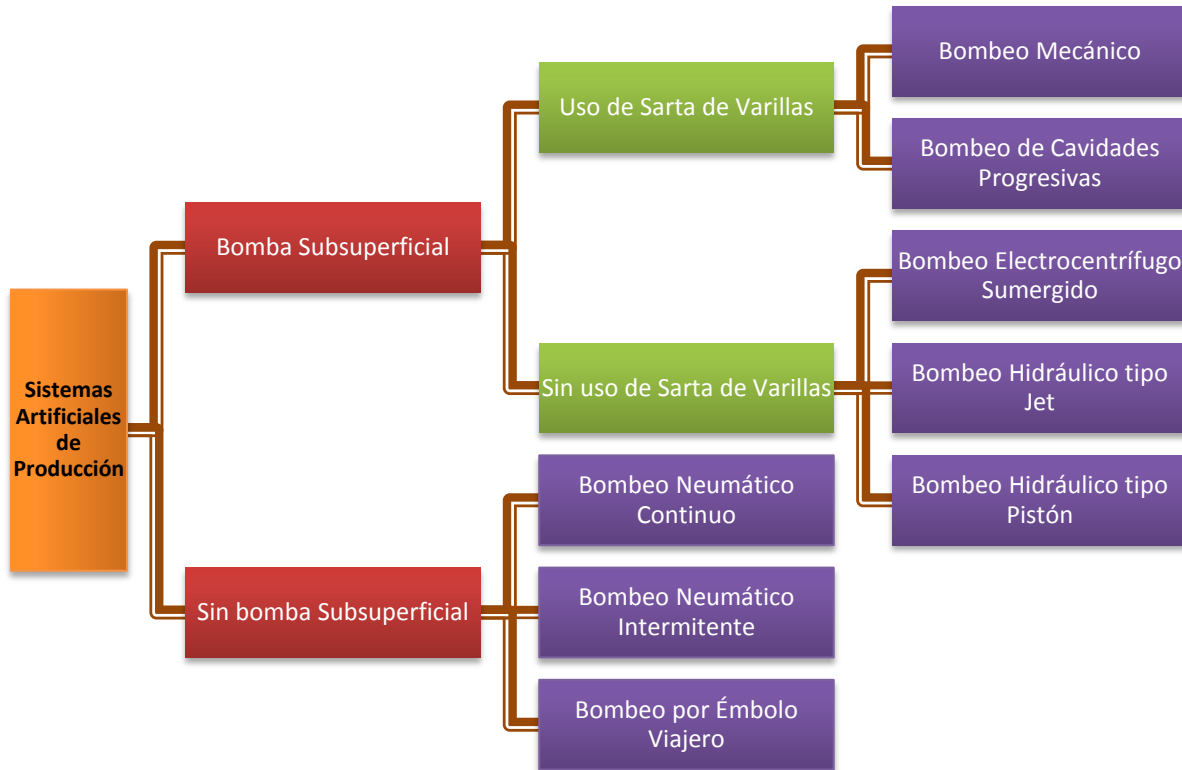 Sistemas
Artificiales
de
Producción
Bomba Subsuperficial
Uso de Sarta de Varillas
Bombeo Mecánico
Bombeo de Cavidades
Progresivas
Sin uso de Sarta de Varillas
Bombeo Electrocentrífugo
Sumergido
Bombeo Hidráulico tipo
Jet
Bombeo Hidráulico tipo
Pistón
Sin bomba Subsuperficial
Bombeo Neumático
Continuo
Bombeo Neumático
Intermitente
Bombeo por Émbolo
Viajero